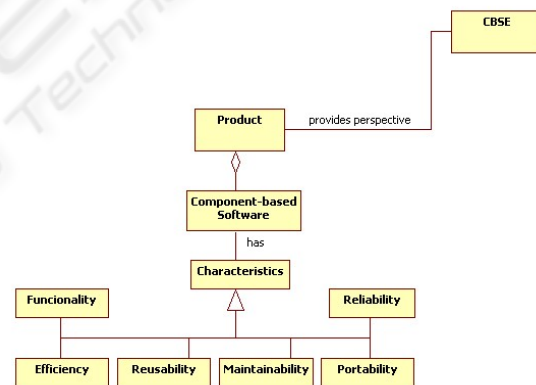 CBSE
Product
provides perspective
Component-based
Software
has
Characteristics
Funcionality
Reliability
Efficiency
Reusability
Maintainability
Portability